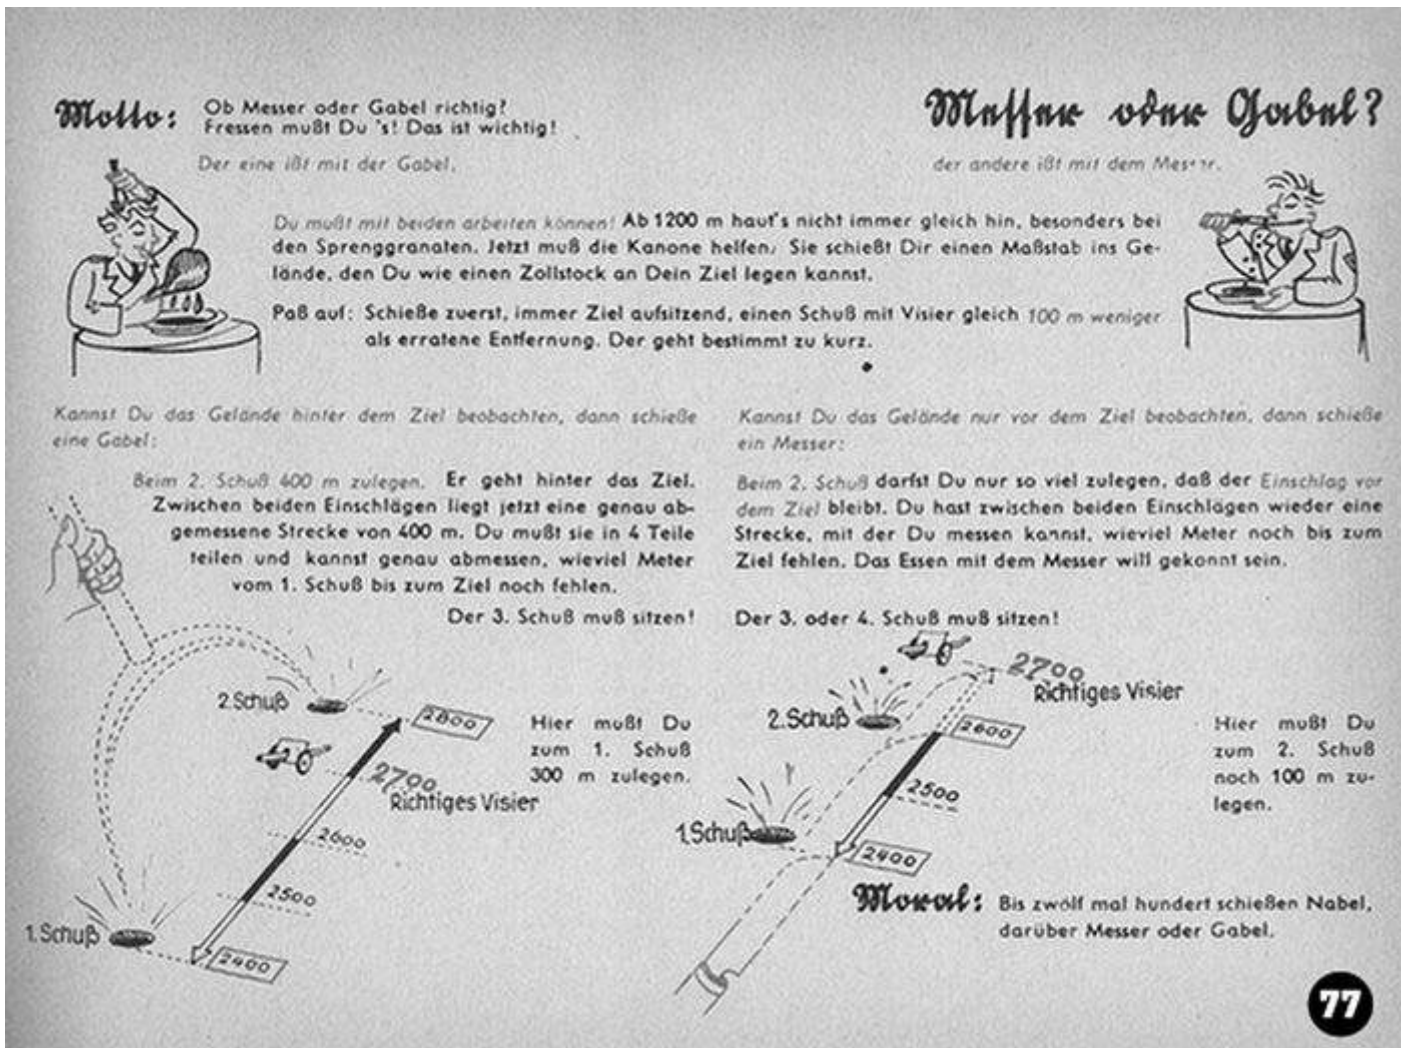 Motto: Ob Messer oder Gabel richtig?
Fressen mußt Du 's! Das ist wichtig!
Messer oder Gabel?
Der eine ißt mit der Gabel,
der andere ißt mit dem Messer.
Du mußt mit beiden arbeiten können! Ab 1200 m haut's nicht immer gleich hin, besonders bei
den Sprenggranaten. Jetzt muß die Kanone helfen. Sie schießt Dir einen Maßstab ins Ge-
lände, den Du wie einen Zollstock an Dein Ziel legen kannst.
Paß auf: Schieße zuerst, immer Ziel aufsitzend, einen Schuß mit Visier gleich 100 m weniger
als erratene Entfernung. Der geht bestimmt zu kurz.
Kannst Du das Gelände hinter dem Ziel beobachten, dann schieße
eine Gabel:
Beim 2. Schuß 400 m zulegen. Er geht hinter das Ziel.
Zwischen beiden Einschlägen liegt jetzt eine genau ab-
gemessene Strecke von 400 m. Du mußt sie in 4 Teile
teilen und kannst genau abmessen, wieviel Meter
vom 1. Schuß bis zum Ziel noch fehlen.
Der 3. Schuß muß sitzen!
2. Schuß
2800
2700
Richtiges Visier
2600
2500
1. Schuß
2400
Hier mußt Du
zum 1. Schuß
300 m zulegen.
Kannst Du das Gelände nur vor dem Ziel beobachten, dann schieße
ein Messer:
Beim 2. Schuß darfst Du nur so viel zulegen, daß der Einschlag vor
dem Ziel bleibt. Du hast zwischen beiden Einschlägen wieder eine
Strecke, mit der Du messen kannst, wieviel Meter noch bis zum
Ziel fehlen. Das Essen mit dem Messer will gekonnt sein.
Der 3. oder 4. Schuß muß sitzen!
2700
Richtiges Visier
2. Schuß
2600
2500
1. Schuß
2400
Hier mußt Du
zum 2. Schuß
noch 100 m zu-
legen.
Moral: Bis zwölf mal hundert schießen Nabel,
darüber Messer oder Gabel.
77